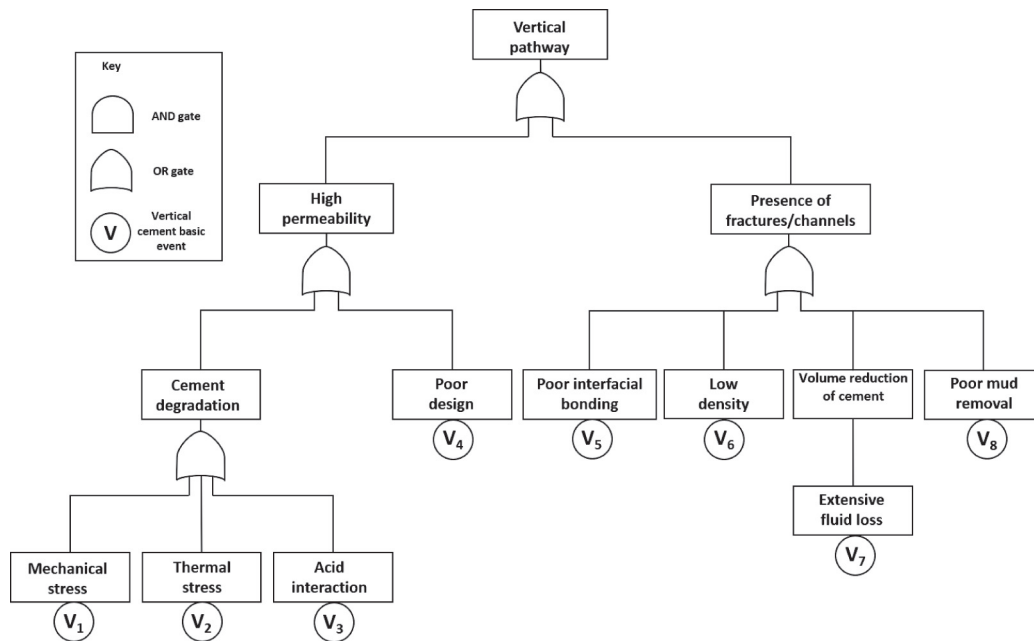 Vertical
pathway
Key
AND gate
OR gate
V
Vertical
cement basic
event
High
permeability
Presence of
fractures/channels
Cement
degradation
Poor
design
V4
Poor interfacial
bonding
V5
Low
density
V6
Volume reduction
of cement
Poor mud
removal
V8
Extensive
fluid loss
V7
Mechanical
stress
V1
Thermal
stress
V2
Acid
interaction
V3